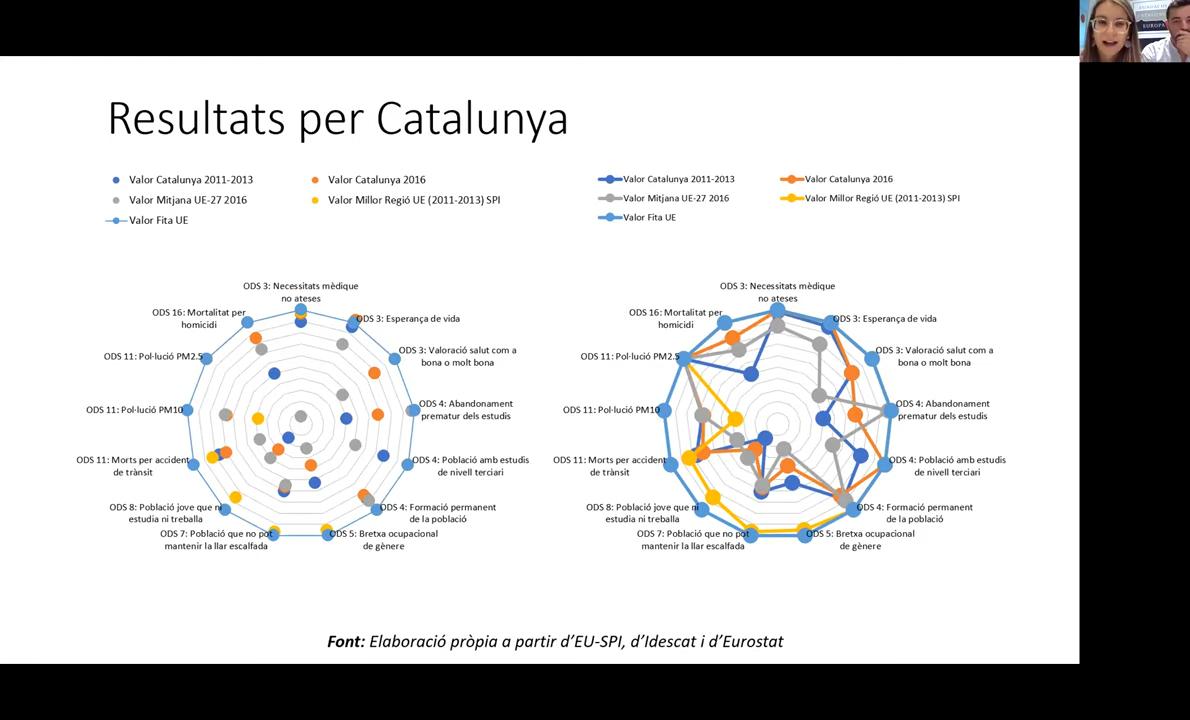 Resultats per Catalunya
Valor Catalunya 2011-2013
Valor Catalunya 2016
Valor Mitjana UE-27 2016
Valor Millor Regió UE (2011-2013) SPI
Valor Fita UE
ODS 3: Necessitats mèdique
no ateses
ODS 3: Esperança de vida
ODS 3: Valoració salut com a
bona o molt bona
ODS 4: Abandonament
prematur dels estudis
ODS 4: Població amb estudis
de nivell terciari
ODS 4: Formació permanent
de la població
ODS 5: Bretxa ocupacional
de gènere
ODS 7: Població que no pot
mantenir la llar escalfada
ODS 8: Població jove que ni
estudia ni treballa
ODS 11: Morts per accident
de trànsit
ODS 11: Pol·lució PM10
ODS 11: Pol·lució PM2.5
ODS 16: Mortalitat per
homicidi
Valor Catalunya 2011-2013
Valor Catalunya 2016
Valor Mitjana UE-27 2016
Valor Millor Regió UE (2011-2013) SPI
Valor Fita UE
ODS 3: Necessitats mèdique
no ateses
ODS 3: Esperança de vida
ODS 3: Valoració salut com a
bona o molt bona
ODS 4: Abandonament
prematur dels estudis
ODS 4: Població amb estudis
de nivell terciari
ODS 4: Formació permanent
de la població
ODS 5: Bretxa ocupacional
de gènere
ODS 7: Població que no pot
mantenir la llar escalfada
ODS 8: Població jove que ni
estudia ni treballa
ODS 11: Morts per accident
de trànsit
ODS 11: Pol·lució PM10
ODS 11: Pol·lució PM2.5
ODS 16: Mortalitat per
homicidi
Font: Elaboració pròpia a partir d'EU-SPI, d'Idescat i d'Eurostat
EUROPA